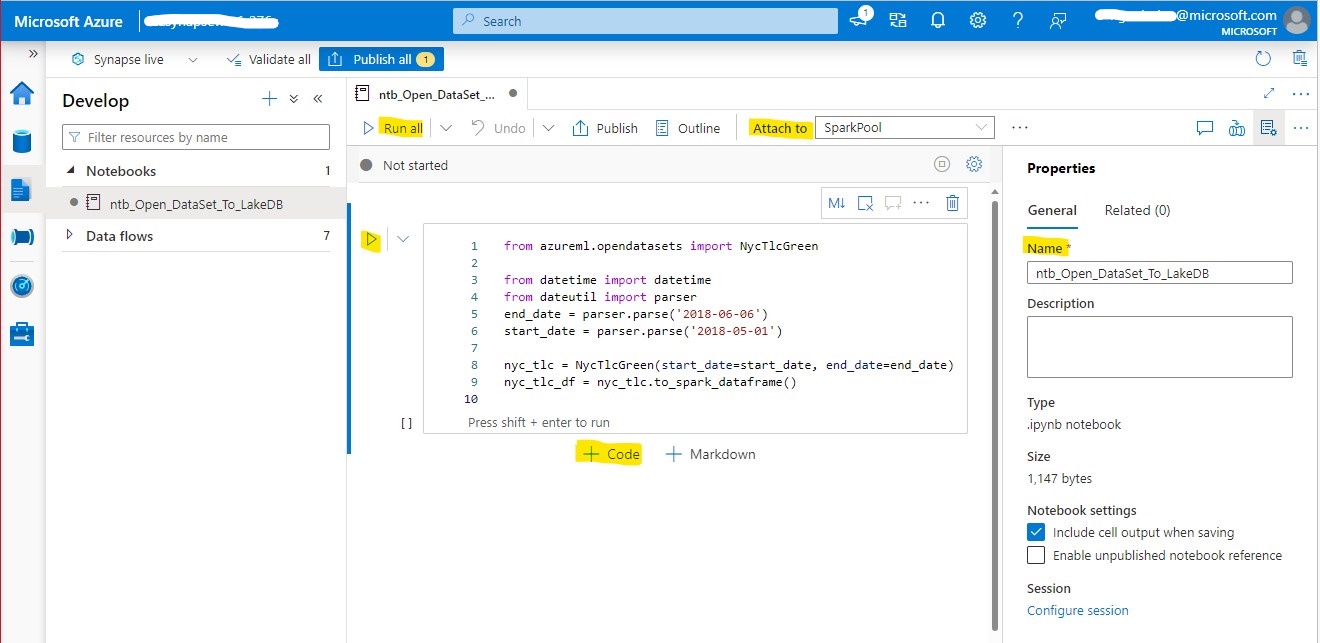 Microsoft Azure
Search
1
@microsoft.com
MICROSOFT
Synapse live
Validate all
Publish all 1
Develop
Filter resources by name
Notebooks 1
ntb_Open_DataSet_To_LakeDB
Data flows 7
ntb_Open_DataSet_...
Run all
Undo
Publish
Outline
Attach to
SparkPool
Not started
M↓
1 from azureml.opendatasets import NycTlcGreen
2
3 from datetime import datetime
4 from dateutil import parser
5 end_date = parser.parse('2018-06-06')
6 start_date = parser.parse('2018-05-01')
7
8 nyc_tlc = NycTlcGreen(start_date=start_date, end_date=end_date)
9 nyc_tlc_df = nyc_tlc.to_spark_dataframe()
10
[ ]
Press shift + enter to run
+ Code
+ Markdown
Properties
General
Related (0)
Name *
ntb_Open_DataSet_To_LakeDB
Description
Type
.ipynb notebook
Size
1,147 bytes
Notebook settings
Include cell output when saving
Enable unpublished notebook reference
Session
Configure session